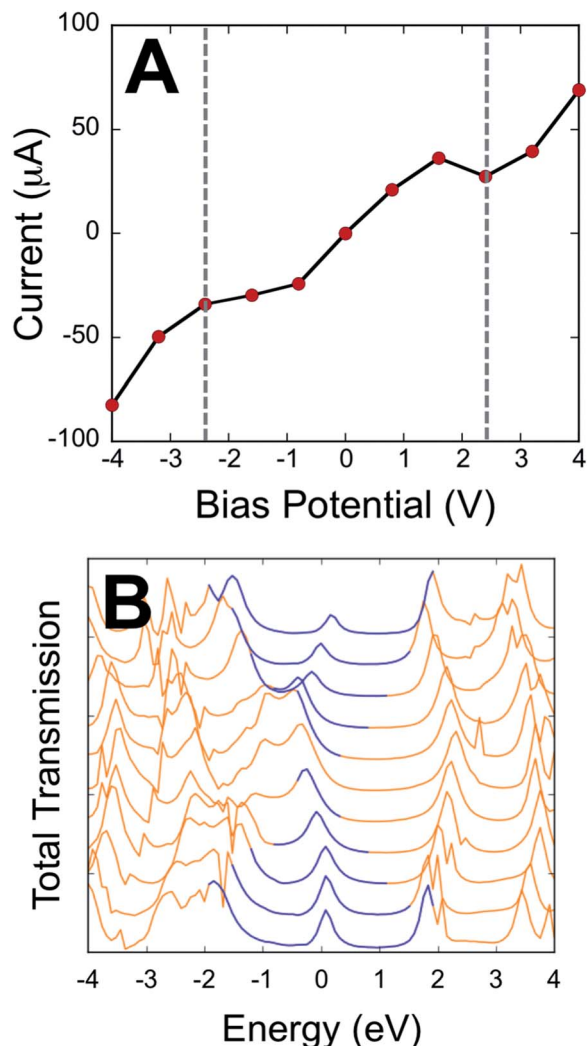 A
100
50
0
-50
-100
Current (μA)
-4 -3 -2 -1 0 1 2 3 4
Bias Potential (V)
B
Total Transmission
-4 -3 -2 -1 0 1 2 3 4
Energy (eV)